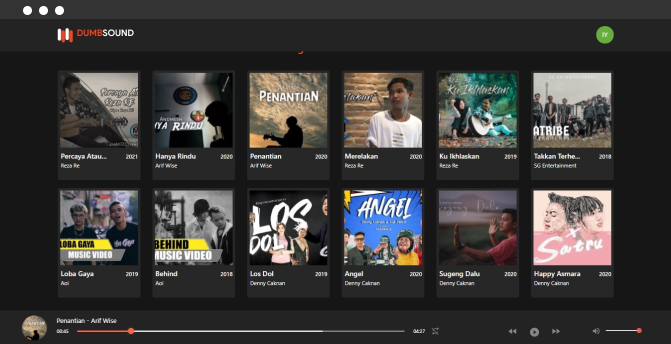 DUMBSOUND
IY
Percaya Atau... 2021
Reza Re
Hanya Rindu 2020
Arif Wise
PENANTIAN
Penantian 2020
Arif Wise
Merelakan 2020
Reza Re
Ku Ikhlaskan
Ku Ikhlaskan 2019
Reza Re
ATRIBE
Takkan Terhe... 2018
SG Entertainment
LOBA GAYA
MUSIC VIDEO
Loba Gaya 2019
Aoi
BEHIND
MUSIC VIDEO
Behind 2018
Aoi
LOS
DOL
Los Dol 2019
Denny Caknan
ANGEL
Angel 2020
Denny Caknan
Sugeng Dalu 2020
Denny Caknan
Satru
Happy Asmara 2020
Denny Caknan
Penantian - Arif Wise
00:45
04:27